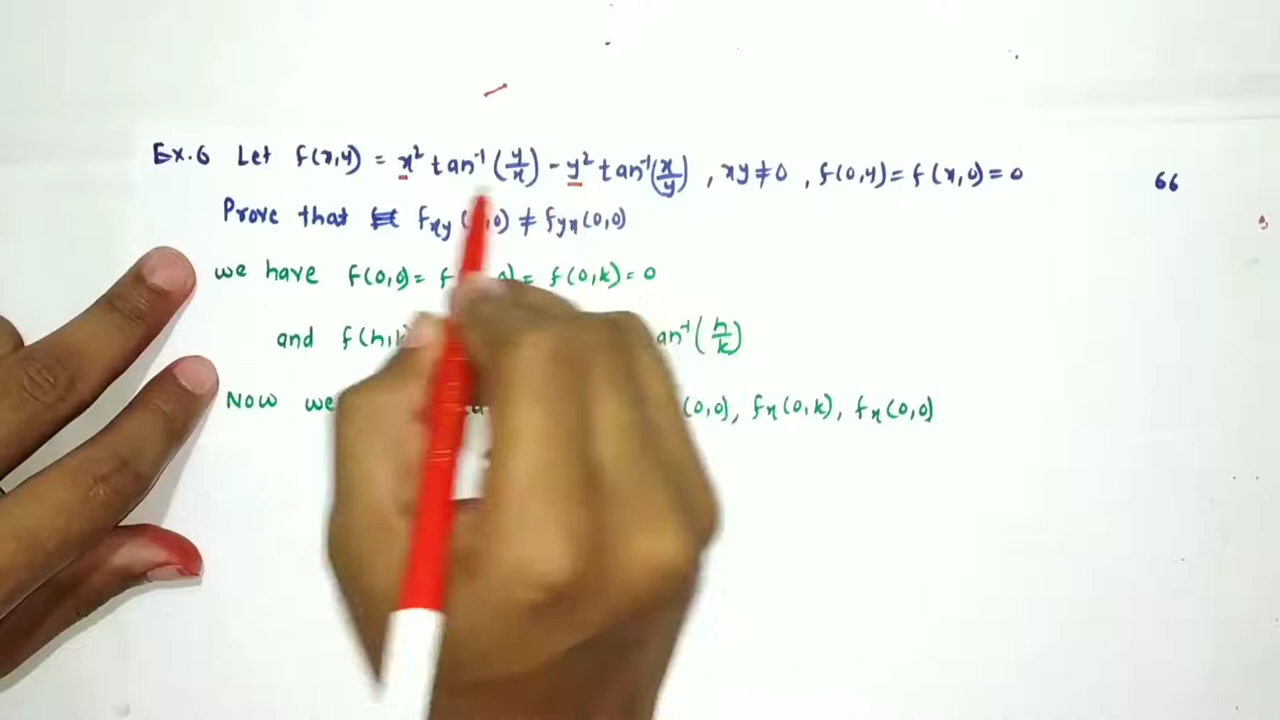 Ex.6 Let f(x,y) = x² tan⁻¹(y/x) - y² tan⁻¹(x/y) , xy≠0 , f(0,y)=f(x,0)=0
66
Prove that fxy( ,0) ≠ fyx(0,0)
we have f(0,0)= f( = f(0,k)=0
and f(h,k an⁻¹(h/k)
Now we (0,0), fx(0,k), fx(0,0)